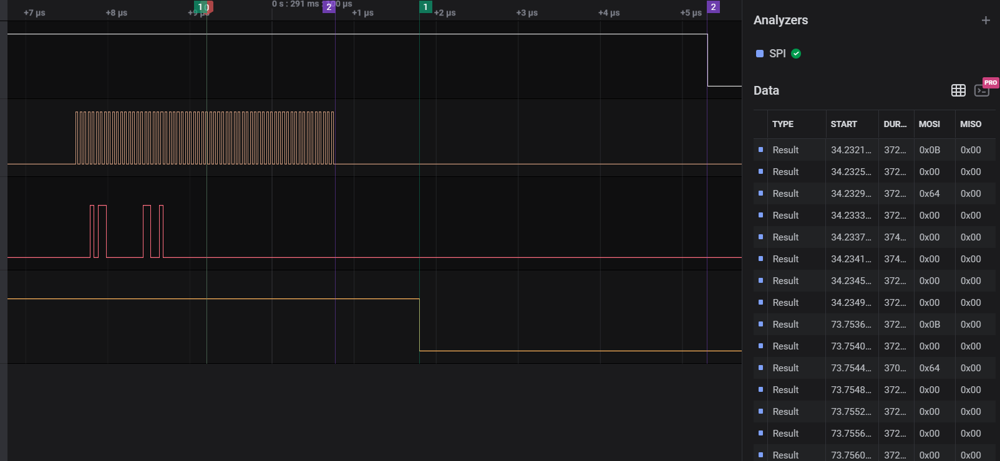 0 s : 291 ms : 100 µs
+7 µs +8 µs +9 µs +1 µs +2 µs +3 µs +4 µs +5 µs
1 0 2 1 2
Analyzers +
SPI
Data PRO
TYPE START DUR... MOSI MISO
Result 34.2321... 372... 0x0B 0x00
Result 34.2325... 372... 0x00 0x00
Result 34.2329... 372... 0x64 0x00
Result 34.2333... 372... 0x00 0x00
Result 34.2337... 374... 0x00 0x00
Result 34.2341... 374... 0x00 0x00
Result 34.2345... 372... 0x00 0x00
Result 34.2349... 372... 0x00 0x00
Result 73.7536... 372... 0x0B 0x00
Result 73.7540... 372... 0x00 0x00
Result 73.7544... 370... 0x64 0x00
Result 73.7548... 372... 0x00 0x00
Result 73.7552... 372... 0x00 0x00
Result 73.7556... 372... 0x00 0x00
Result 73.7560... 372... 0x00 0x00